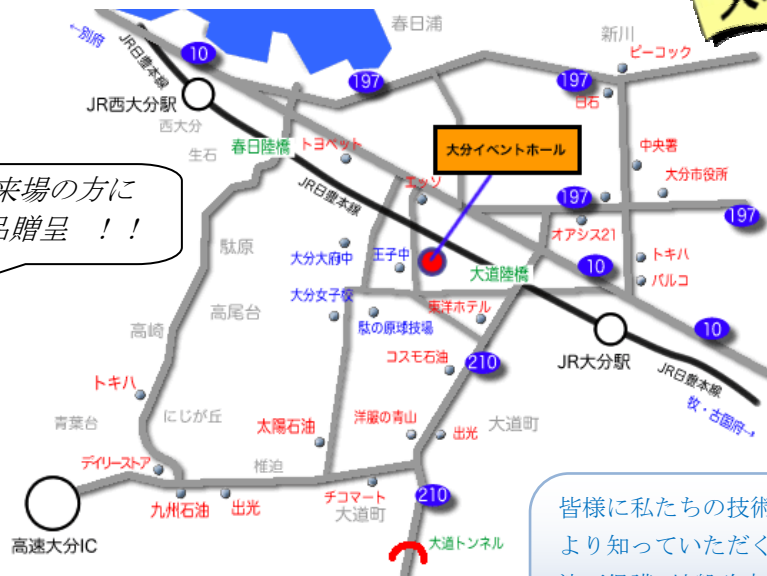 春日浦
新川
←別府
JR日豊本線
10
ピーコック
197
197
JR西大分駅
白石
西大分
生石
春日陸橋
トヨペット
大分イベントホール
中央署
大分市役所
来場の方に
品贈呈 !!
JR日豊本線
エッソ
197
197
駄原
大分大府中
王子中
オアシス21
トキハ
大道陸橋
10
パルコ
大分女子校
高尾台
駄の原球技場
東洋ホテル
高崎
10
コスモ石油
210
JR大分駅
JR日豊本線
トキハ
牧・古国府→
青葉台
にじが丘
太陽石油
洋服の青山
出光
大道町
デイリーストア
椎迫
九州石油
出光
チコマート
大道町
210
高速大分IC
大道トンネル
皆様に私たちの技術
より知っていただく